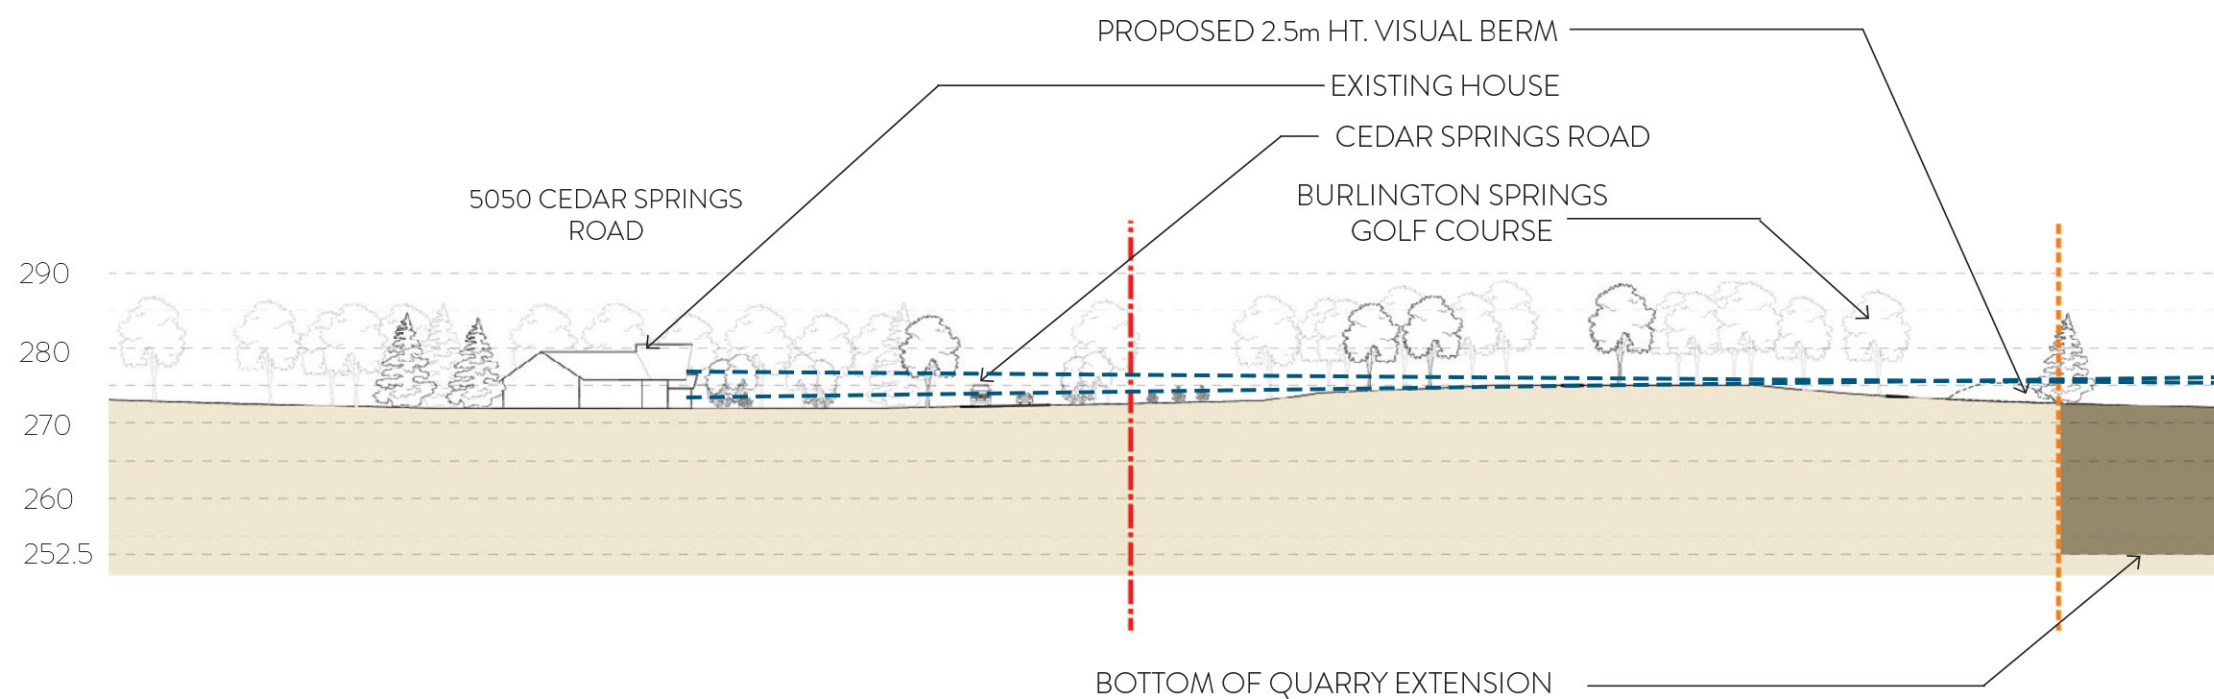 PROPOSED 2.5m HT. VISUAL BERM
EXISTING HOUSE
CEDAR SPRINGS ROAD
5050 CEDAR SPRINGS
ROAD
BURLINGTON SPRINGS
GOLF COURSE
290
280
270
260
252.5
BOTTOM OF QUARRY EXTENSION